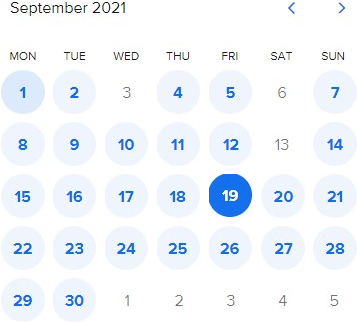 September 2021
MON TUE WED THU FRI SAT SUN
1 2 3 4 5 6 7
8 9 10 11 12 13 14
15 16 17 18 19 20 21
22 23 24 25 26 27 28
29 30 1 2 3 4 5